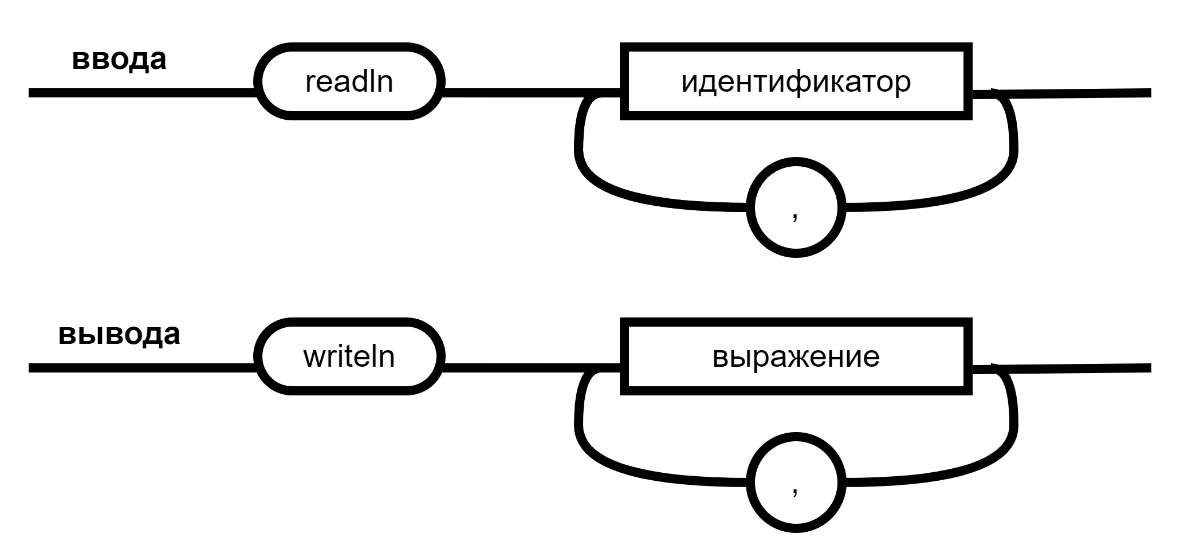 ввода
readln
идентификатор
,
вывода
writeln
выражение
,